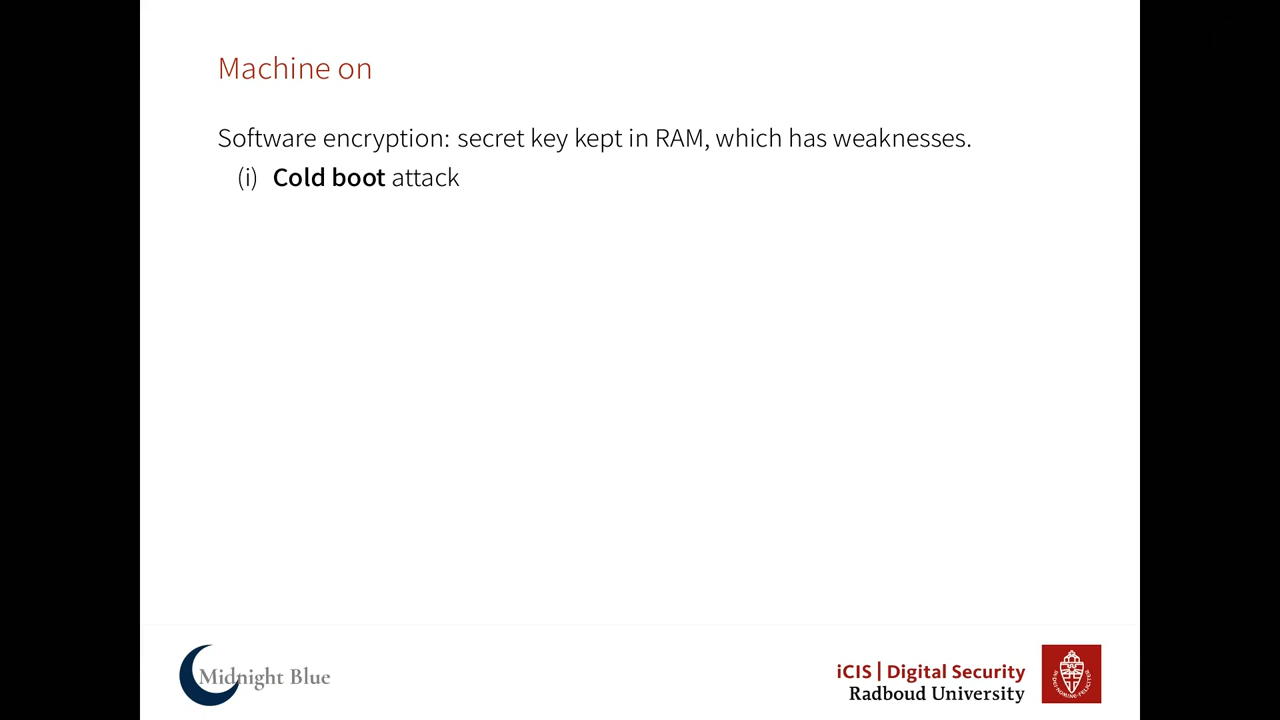 Machine on
Software encryption: secret key kept in RAM, which has weaknesses.
(i) Cold boot attack
Midnight Blue
iCIS | Digital Security
Radboud University